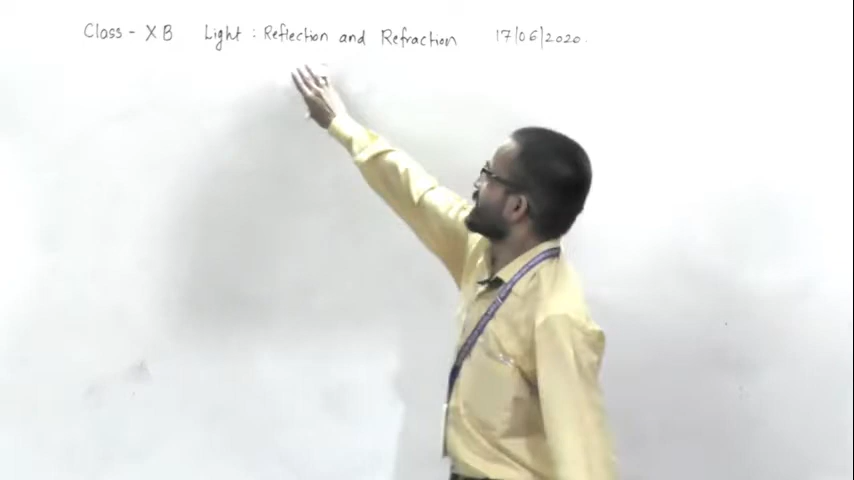 Class - X B Light : Reflection and Refraction 17/06/2020.